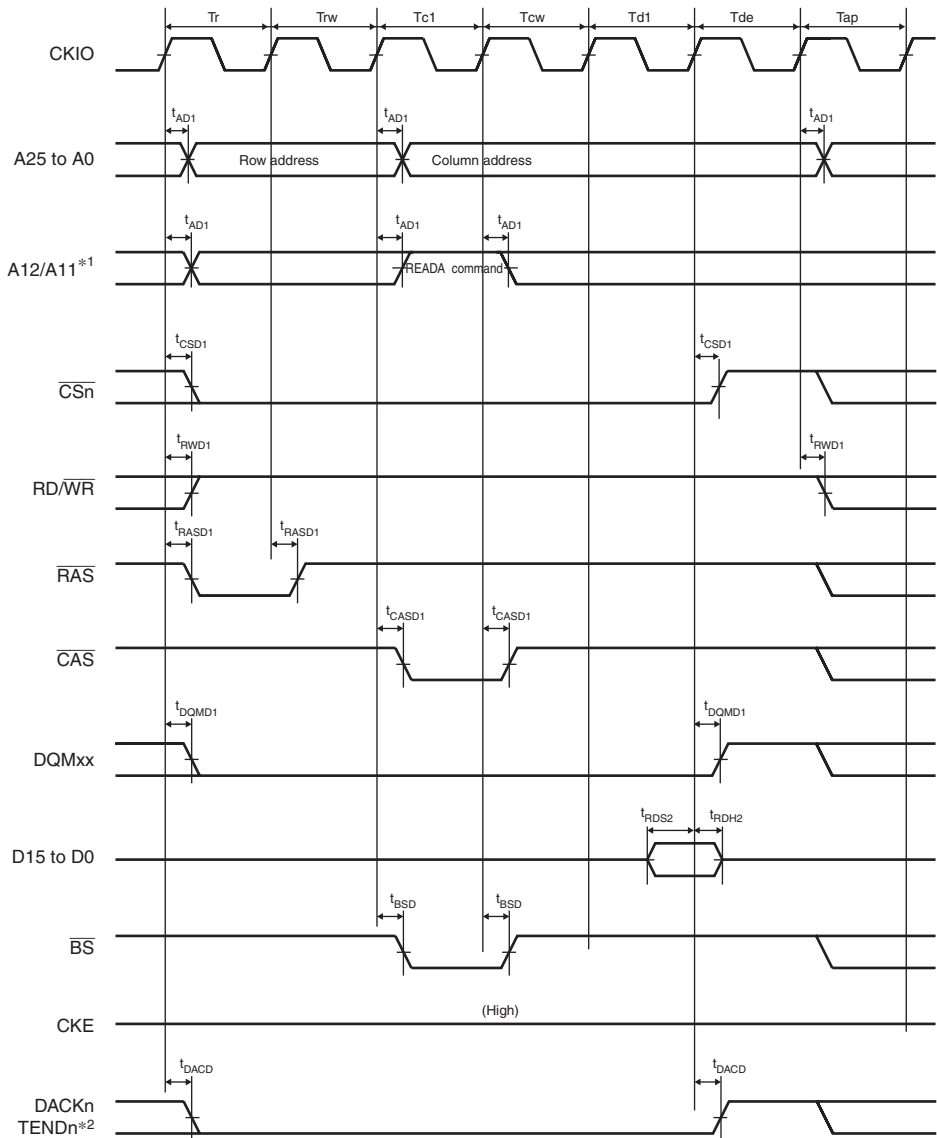 Tr Trw Tc1 Tcw Td1 Tde Tap
CKIO
tAD1 tAD1 tAD1
A25 to A0 Row address Column address
tAD1 tAD1 tAD1
A12/A11*1 READA command
tCSD1 tCSD1
CSn
tRWD1 tRWD1
RD/WR
tRASD1 tRASD1
RAS
tCASD1 tCASD1
CAS
tDQMD1 tDQMD1
DQMxx
tRDS2 tRDH2
D15 to D0
tBSD tBSD
BS
(High)
CKE
tDACD tDACD
DACKn
TENDn*2